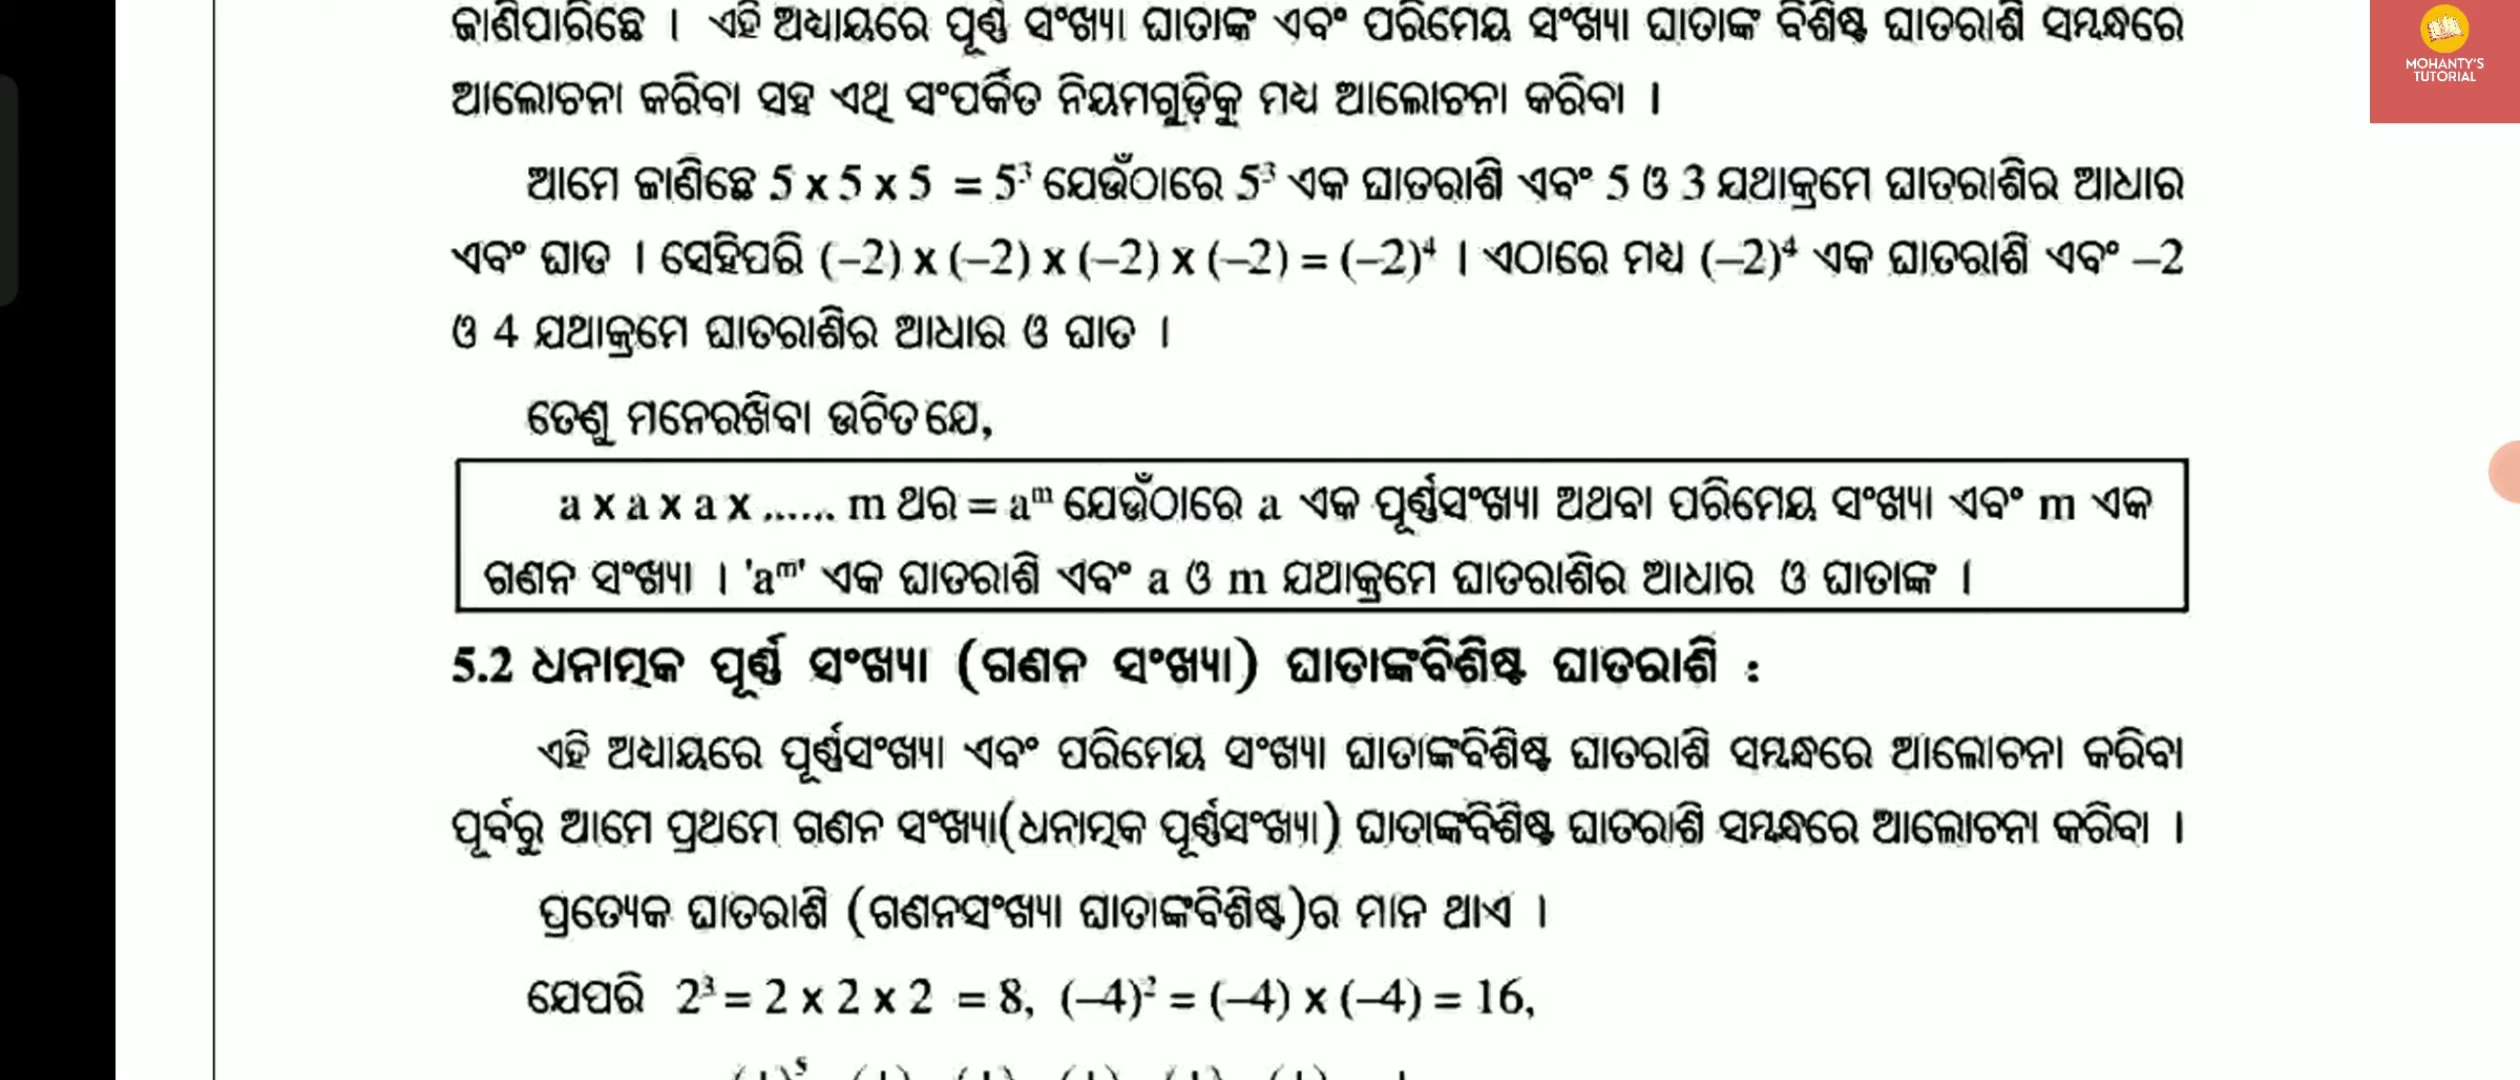 ଜାଣିପାରିଛେ । ଏହି ଅଧ୍ୟାୟରେ ପୂର୍ଣ୍ଣ ସଂଖ୍ୟା ଘାତାଙ୍କ ଏବଂ ପରିମେୟ ସଂଖ୍ୟା ଘାତାଙ୍କ ବିଶିଷ୍ଟ ଘାତରାଶି ସମ୍ବନ୍ଧରେ
ଆଲୋଚନା କରିବା ସହ ଏଥି ସଂପର୍କିତ ନିୟମଗୁଡ଼ିକୁ ମଧ୍ୟ ଆଲୋଚନା କରିବା ।
ଆମେ ଜାଣିଛେ 5 x 5 x 5 = 5³ ଯେଉଁଠାରେ 5³ ଏକ ଘାତରାଶି ଏବଂ 5 ଓ 3 ଯଥାକ୍ରମେ ଘାତରାଶିର ଆଧାର
ଏବଂ ଘାତ । ସେହିପରି (–2) x (–2) x (–2) x (–2) = (–2)⁴ । ଏଠାରେ ମଧ୍ୟ (–2)⁴ ଏକ ଘାତରାଶି ଏବଂ –2
ଓ 4 ଯଥାକ୍ରମେ ଘାତରାଶିର ଆଧାର ଓ ଘାତ ।
ତେଣୁ ମନେରଖିବା ଉଚିତ ଯେ,
a x a x a x ...... m ଥର = aᵐ ଯେଉଁଠାରେ a ଏକ ପୂର୍ଣ୍ଣସଂଖ୍ୟା ଅଥବା ପରିମେୟ ସଂଖ୍ୟା ଏବଂ m ଏକ
ଗଣନ ସଂଖ୍ୟା । 'aᵐ' ଏକ ଘାତରାଶି ଏବଂ a ଓ m ଯଥାକ୍ରମେ ଘାତରାଶିର ଆଧାର ଓ ଘାତାଙ୍କ ।
5.2 ଧନାତ୍ମକ ପୂର୍ଣ୍ଣ ସଂଖ୍ୟା (ଗଣନ ସଂଖ୍ୟା) ଘାତାଙ୍କବିଶିଷ୍ଟ ଘାତରାଶି :
ଏହି ଅଧ୍ୟାୟରେ ପୂର୍ଣ୍ଣସଂଖ୍ୟା ଏବଂ ପରିମେୟ ସଂଖ୍ୟା ଘାତାଙ୍କବିଶିଷ୍ଟ ଘାତରାଶି ସମ୍ବନ୍ଧରେ ଆଲୋଚନା କରିବା
ପୂର୍ବରୁ ଆମେ ପ୍ରଥମେ ଗଣନ ସଂଖ୍ୟା(ଧନାତ୍ମକ ପୂର୍ଣ୍ଣସଂଖ୍ୟା) ଘାତାଙ୍କବିଶିଷ୍ଟ ଘାତରାଶି ସମ୍ବନ୍ଧରେ ଆଲୋଚନା କରିବା ।
ପ୍ରତ୍ୟେକ ଘାତରାଶି (ଗଣନସଂଖ୍ୟା ଘାତାଙ୍କବିଶିଷ୍ଟ)ର ମାନ ଥାଏ ।
ଯେପରି 2³ = 2 x 2 x 2 = 8, (–4)² = (–4) x (–4) = 16,
MOHANTY'S
TUTORIAL